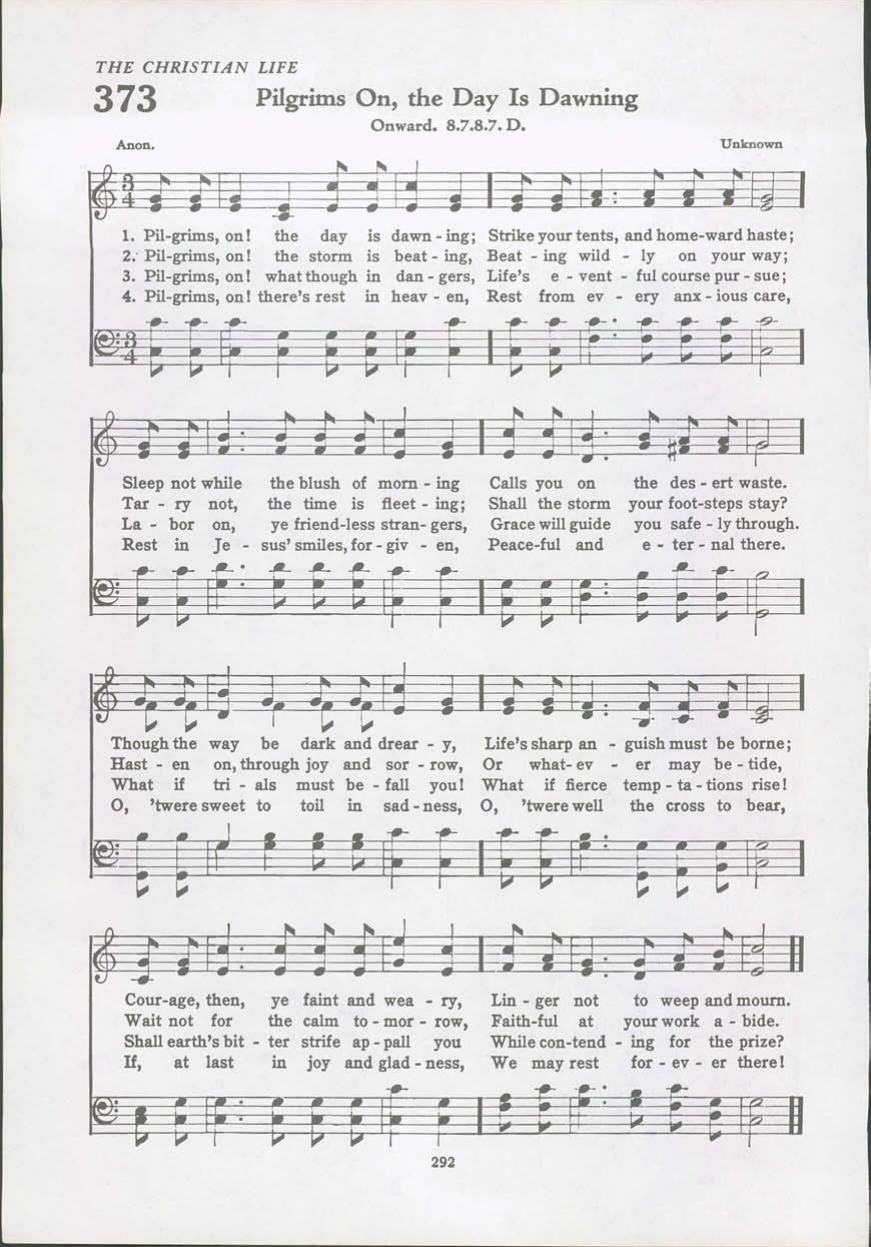 THE CHRISTIAN LIFE
373 Pilgrims On, the Day Is Dawning
Onward. 8.7.8.7. D.
Anon. Unknown
3 4
1. Pil-grims, on! the day is dawn - ing; Strike your tents, and home-ward haste;
2. Pil-grims, on! the storm is beat - ing, Beat - ing wild - ly on your way;
3. Pil-grims, on! what though in dan - gers, Life's e - vent - ful course pur - sue;
4. Pil-grims, on! there's rest in heav - en, Rest from ev - ery anx - ious care,
3 4
Sleep not while the blush of morn - ing Calls you on the des - ert waste.
Tar - ry not, the time is fleet - ing; Shall the storm your foot-steps stay?
La - bor on, ye friend-less stran - gers, Grace will guide you safe - ly through.
Rest in Je - sus' smiles, for - giv - en, Peace-ful and e - ter - nal there.
Though the way be dark and drear - y, Life's sharp an - guish must be borne;
Hast - en on, through joy and sor - row, Or what - ev - er may be - tide,
What if tri - als must be - fall you! What if fierce temp - ta - tions rise!
O, 'twere sweet to toil in sad - ness, O, 'twere well the cross to bear,
Cour-age, then, ye faint and wea - ry, Lin - ger not to weep and mourn.
Wait not for the calm to - mor - row, Faith-ful at your work a - bide.
Shall earth's bit - ter strife ap - pall you While con-tend - ing for the prize?
If, at last in joy and glad - ness, We may rest for - ev - er there!
292